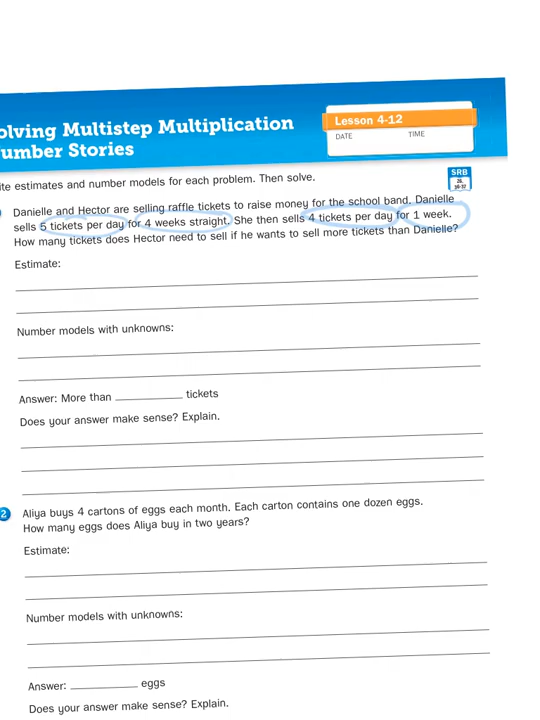 olving Multistep Multiplication
umber Stories
Lesson 4-12
DATE TIME
ite estimates and number models for each problem. Then solve.
SRB
Danielle and Hector are selling raffle tickets to raise money for the school band. Danielle
sells 5 tickets per day for 4 weeks straight. She then sells 4 tickets per day for 1 week.
How many tickets does Hector need to sell if he wants to sell more tickets than Danielle?
Estimate:
Number models with unknowns:
Answer: More than ____________ tickets
Does your answer make sense? Explain.
2 Aliya buys 4 cartons of eggs each month. Each carton contains one dozen eggs.
How many eggs does Aliya buy in two years?
Estimate:
Number models with unknowns:
Answer: ____________ eggs
Does your answer make sense? Explain.